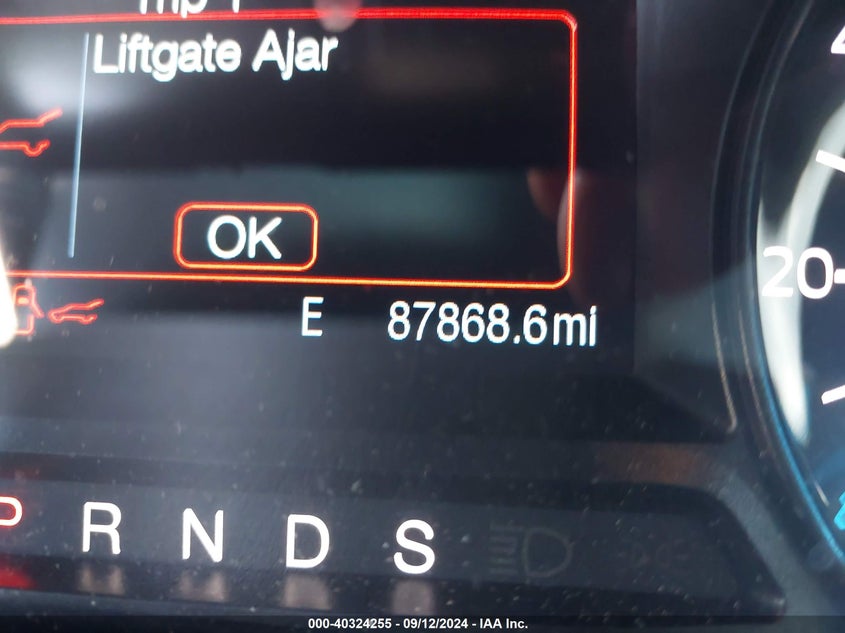 Liftgate Ajar
OK
E 87868.6mi
20
P R N D S
000-40324255 - 09/12/2024 - IAA Inc.